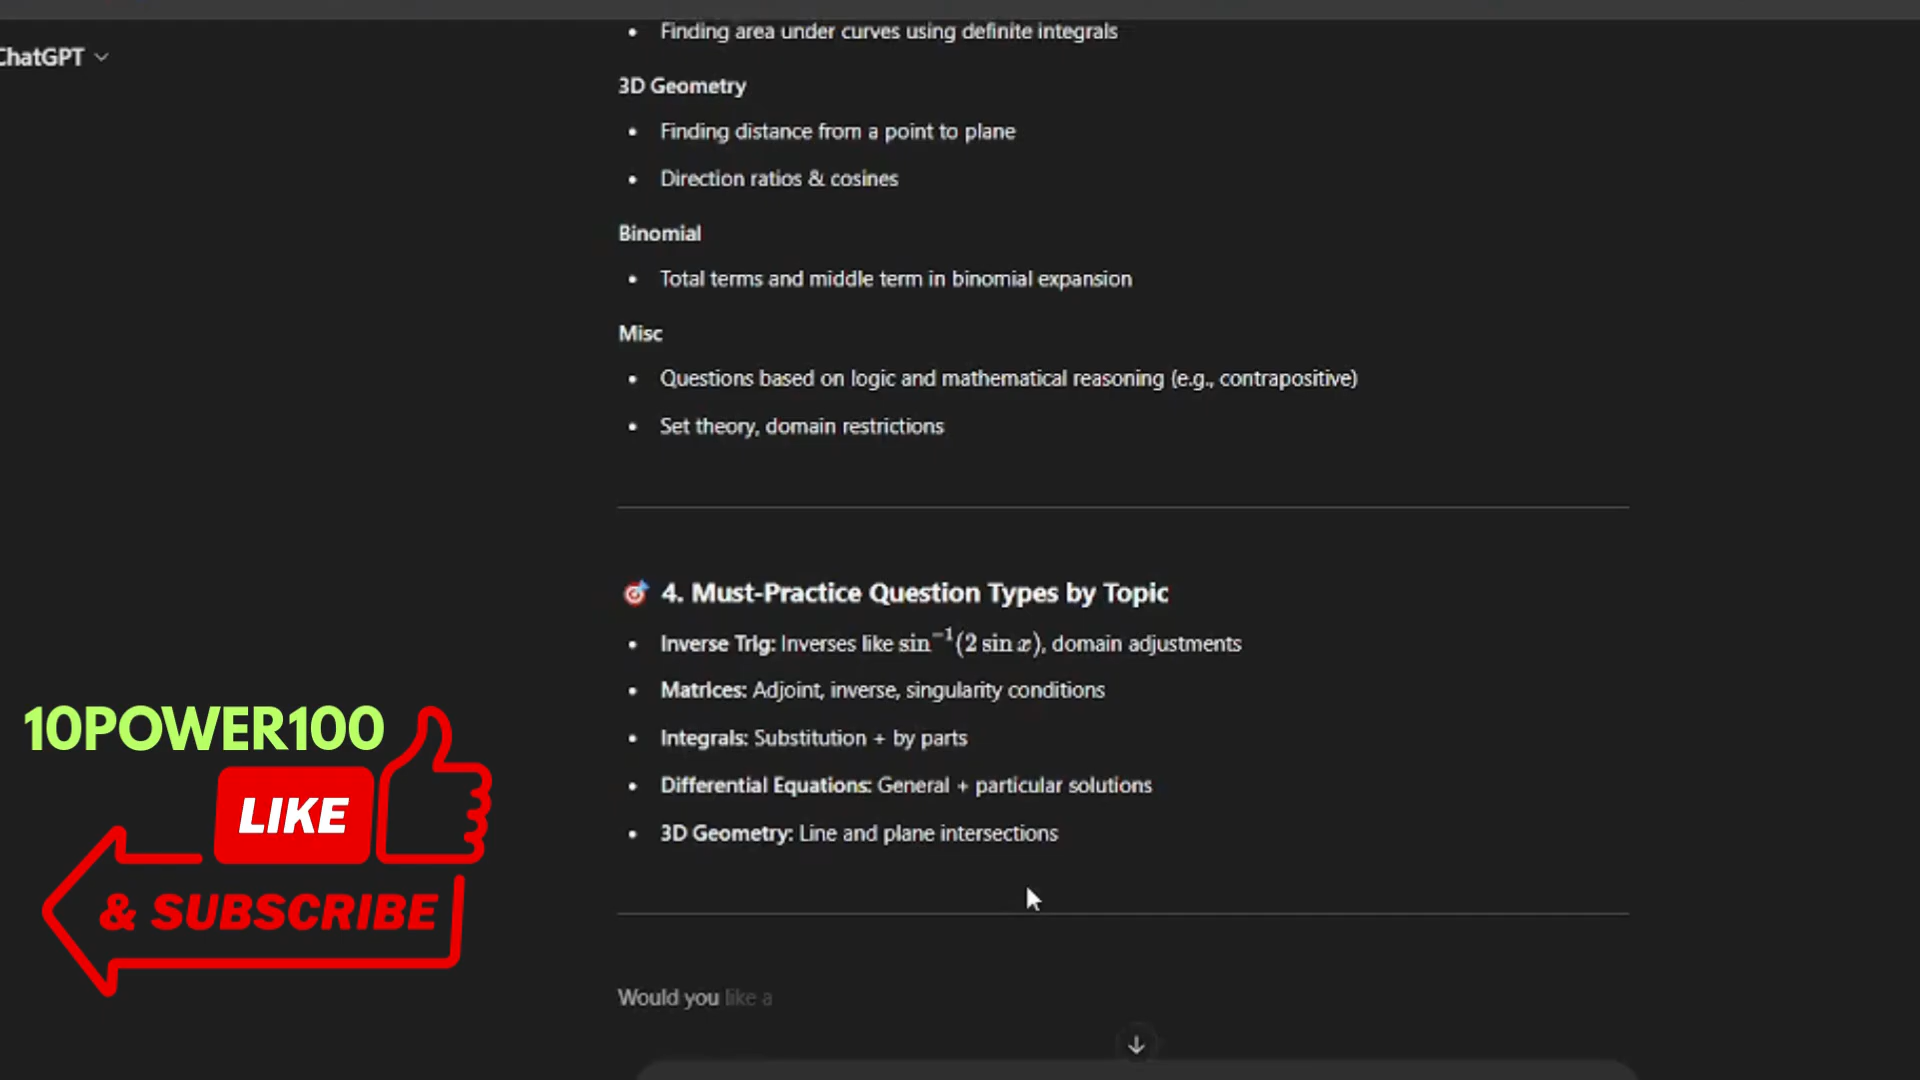 Finding area under curves using definite integrals
ChatGPT
3D Geometry
Finding distance from a point to plane
Direction ratios & cosines
Binomial
Total terms and middle term in binomial expansion
Misc
Questions based on logic and mathematical reasoning (e.g., contrapositive)
Set theory, domain restrictions
🎯 4. Must-Practice Question Types by Topic
Inverse Trig: Inverses like sin⁻¹(2 sin x), domain adjustments
Matrices: Adjoint, inverse, singularity conditions
Integrals: Substitution + by parts
Differential Equations: General + particular solutions
3D Geometry: Line and plane intersections
Would you like a
10POWER100
LIKE
& SUBSCRIBE